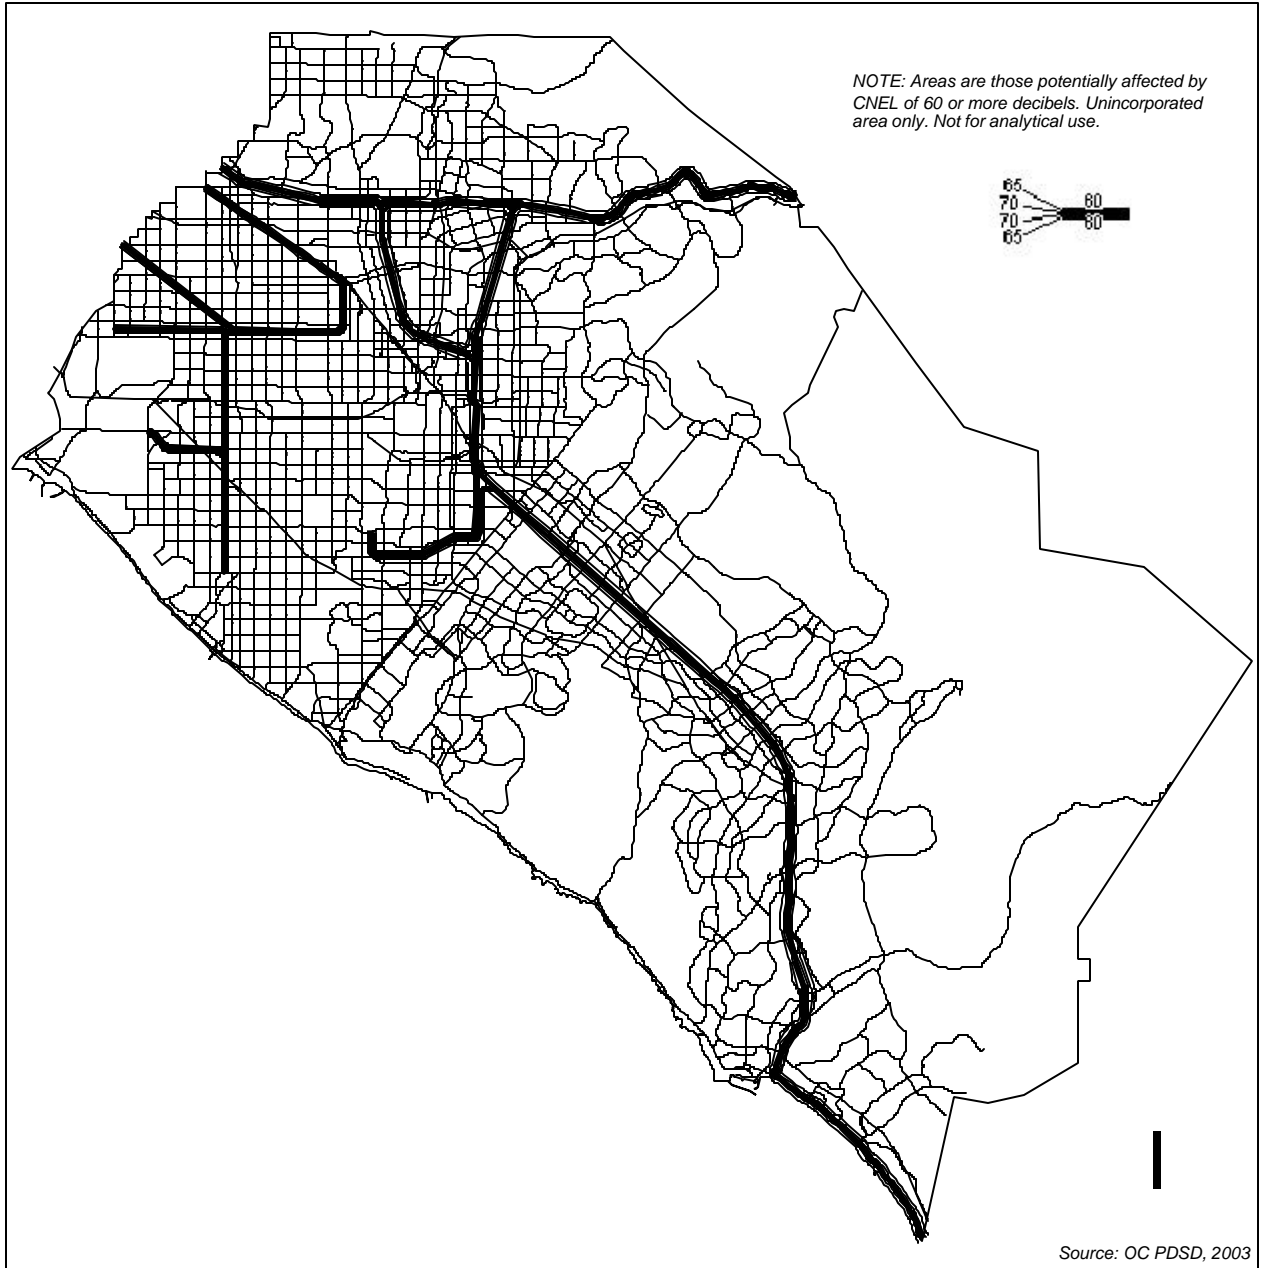 NOTE: Areas are those potentially affected by
CNEL of 60 or more decibels. Unincorporated
area only. Not for analytical use.
65
70
70
65
60
60
Source: OC PDSD, 2003